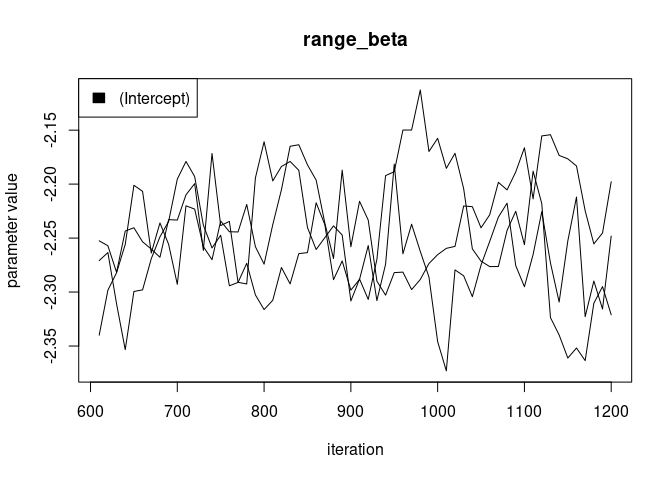 range_beta
(Intercept)
parameter value
-2.15
-2.20
-2.25
-2.30
-2.35
600 700 800 900 1000 1100 1200
iteration